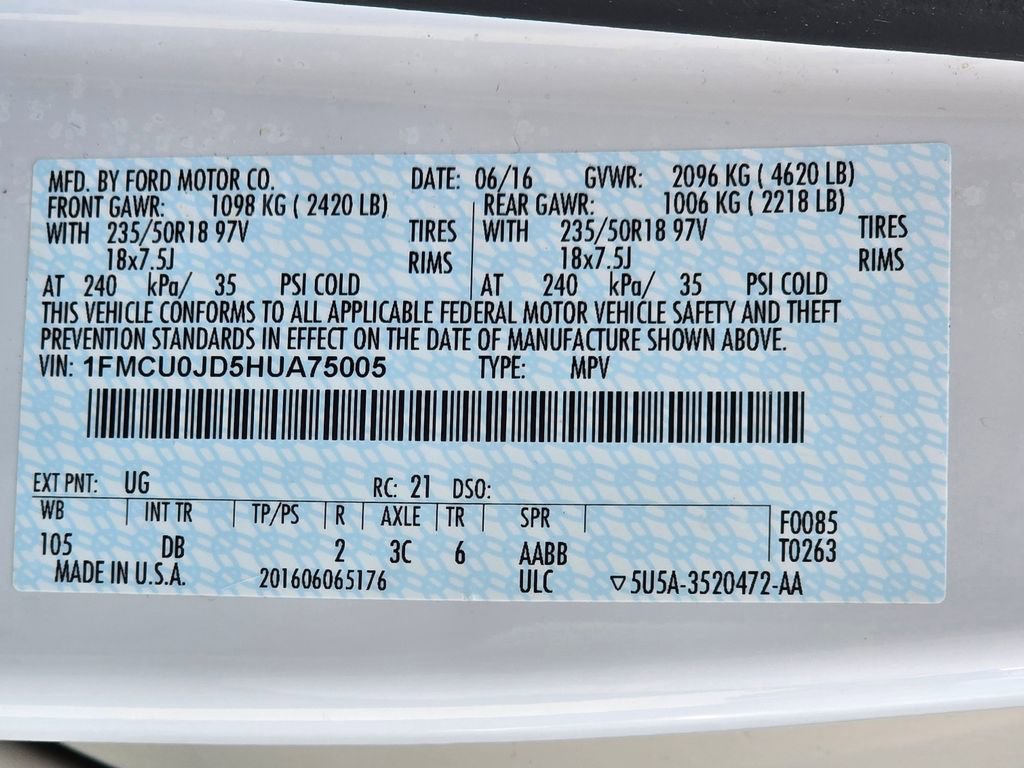 MFD. BY FORD MOTOR CO. DATE: 06/16 GVWR: 2096 KG ( 4620 LB)
FRONT GAWR: 1098 KG ( 2420 LB) REAR GAWR: 1006 KG ( 2218 LB)
WITH 235/50R18 97V TIRES WITH 235/50R18 97V TIRES
18x7.5J RIMS 18x7.5J RIMS
AT 240 kPa/ 35 PSI COLD AT 240 kPa/ 35 PSI COLD
THIS VEHICLE CONFORMS TO ALL APPLICABLE FEDERAL MOTOR VEHICLE SAFETY AND THEFT
PREVENTION STANDARDS IN EFFECT ON THE DATE OF MANUFACTURE SHOWN ABOVE.
VIN: 1FMCU0JD5HUA75005 TYPE: MPV
EXT PNT: UG RC: 21 DSO:
WB INT TR TP/PS R AXLE TR SPR F0085
105 DB 2 3C 6 AABB T0263
MADE IN U.S.A. 201606065176 ULC ▽5U5A-3520472-AA